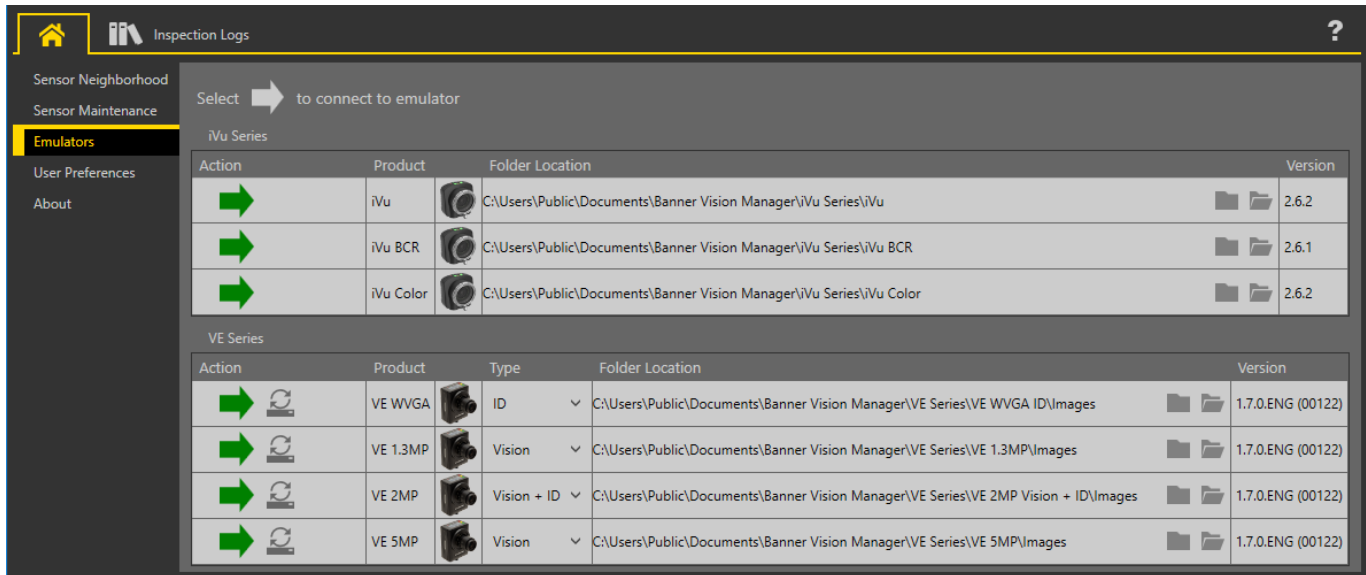 Inspection Logs
?
Sensor Neighborhood
Sensor Maintenance
Emulators
User Preferences
About
Select to connect to emulator
iVu Series
Action Product Folder Location Version
iVu C:\Users\Public\Documents\Banner Vision Manager\iVu Series\iVu 2.6.2
iVu BCR C:\Users\Public\Documents\Banner Vision Manager\iVu Series\iVu BCR 2.6.1
iVu Color C:\Users\Public\Documents\Banner Vision Manager\iVu Series\iVu Color 2.6.2
VE Series
Action Product Type Folder Location Version
VE WVGA ID C:\Users\Public\Documents\Banner Vision Manager\VE Series\VE WVGA ID\Images 1.7.0.ENG (00122)
VE 1.3MP Vision C:\Users\Public\Documents\Banner Vision Manager\VE Series\VE 1.3MP\Images 1.7.0.ENG (00122)
VE 2MP Vision + ID C:\Users\Public\Documents\Banner Vision Manager\VE Series\VE 2MP Vision + ID\Images 1.7.0.ENG (00122)
VE 5MP Vision C:\Users\Public\Documents\Banner Vision Manager\VE Series\VE 5MP\Images 1.7.0.ENG (00122)